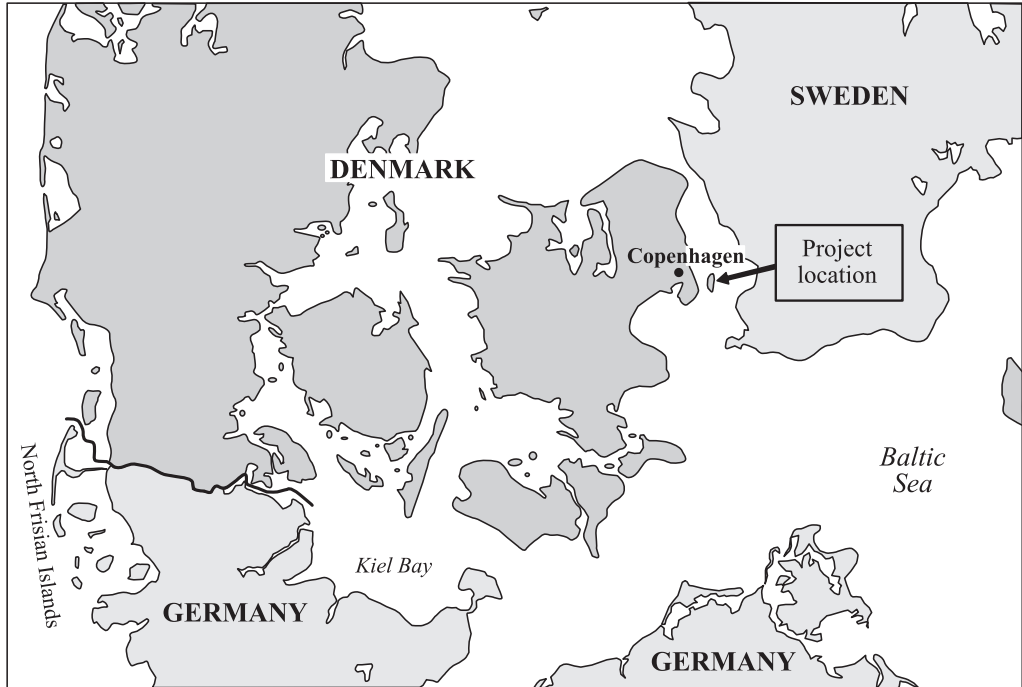 SWEDEN
DENMARK
Copenhagen
Project
location
Baltic
Sea
North Frisian Islands
Kiel Bay
GERMANY
GERMANY